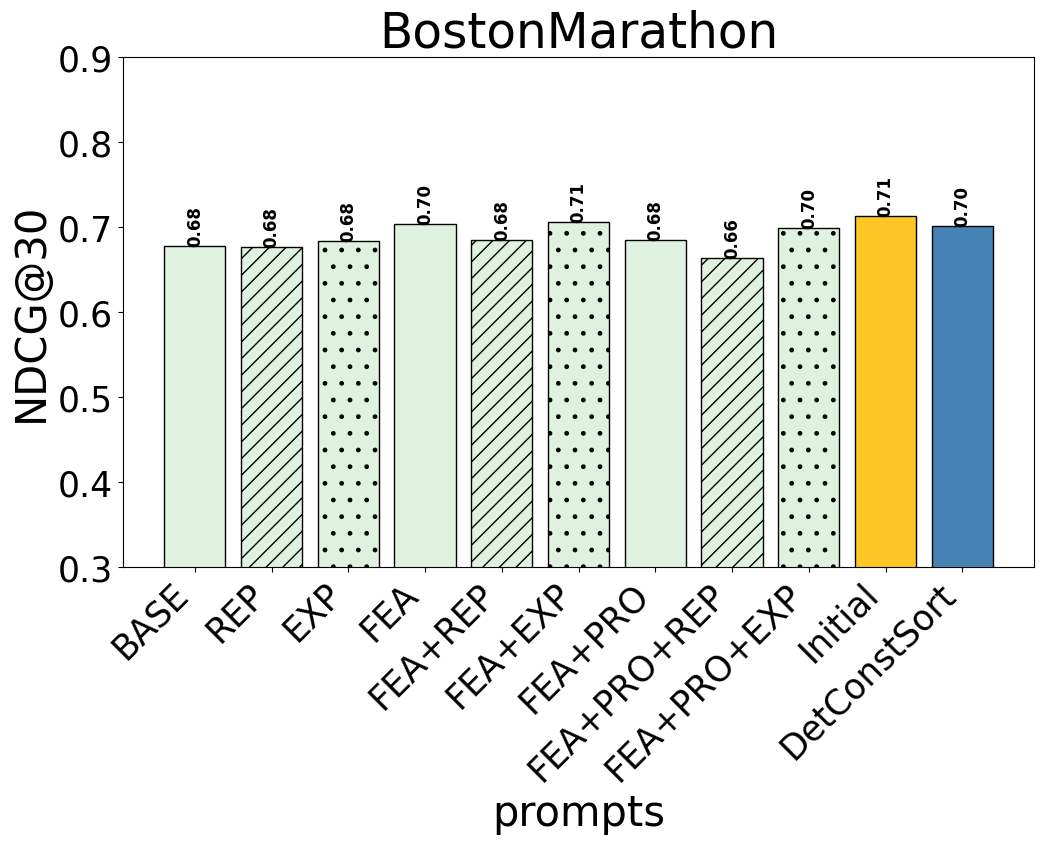 BostonMarathon
NDCG@30
0.9
0.8
0.7
0.6
0.5
0.4
0.3
0.68
0.68
0.68
0.70
0.68
0.71
0.68
0.66
0.70
0.71
0.70
BASE
REP
EXP
FEA
FEA+REP
FEA+EXP
FEA+PRO
FEA+PRO+REP
FEA+PRO+EXP
Initial
DetConstSort
prompts